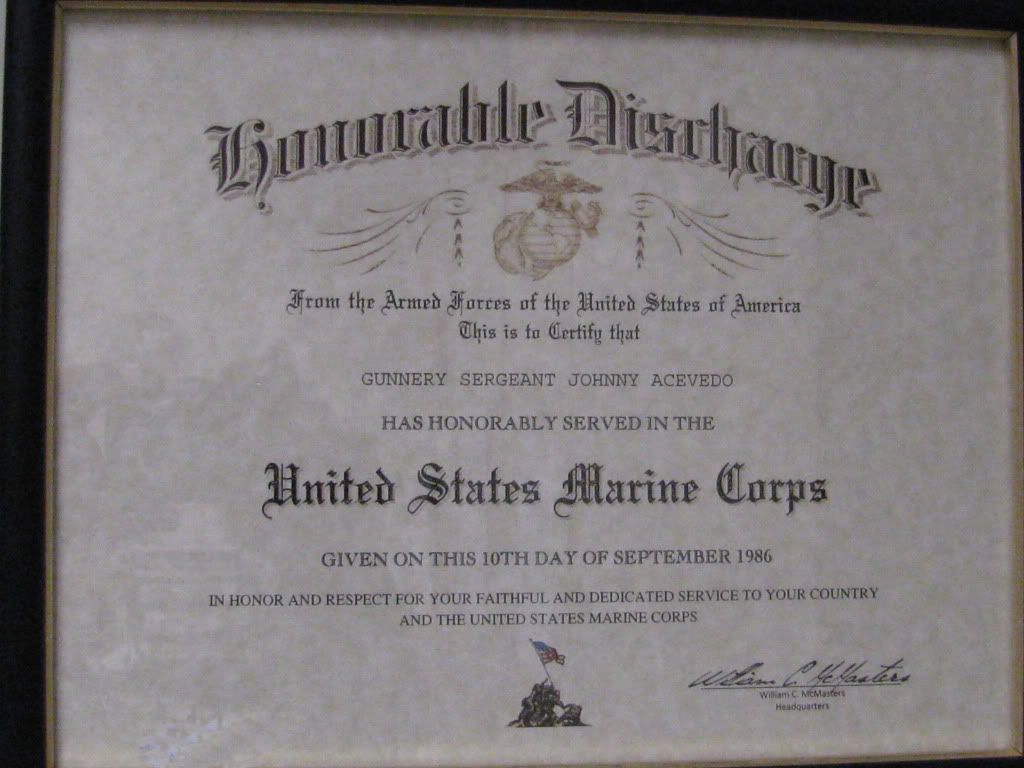 Honorable Discharge
From the Armed Forces of the United States of America
This is to Certify that
GUNNERY SERGEANT JOHNNY ACEVEDO
HAS HONORABLY SERVED IN THE
United States Marine Corps
GIVEN ON THIS 10TH DAY OF SEPTEMBER 1986
IN HONOR AND RESPECT FOR YOUR FAITHFUL AND DEDICATED SERVICE TO YOUR COUNTRY
AND THE UNITED STATES MARINE CORPS
William C. McMasters
William C. McMasters
Headquarters